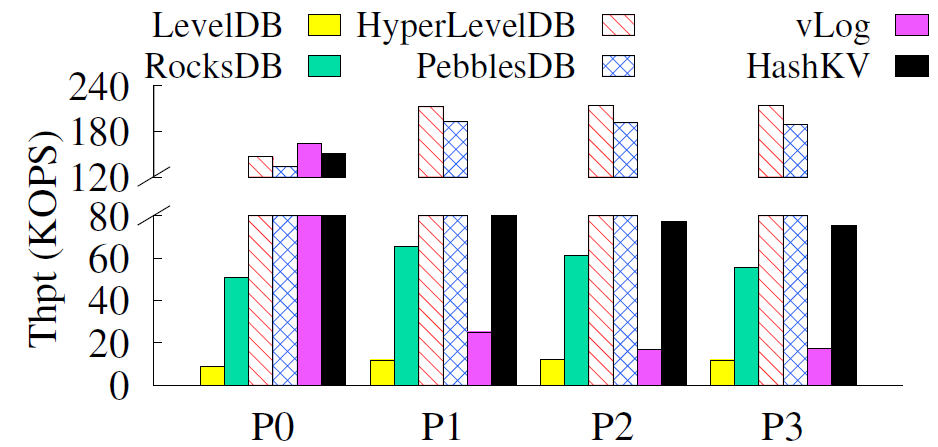 LevelDB HyperLevelDB vLog
RocksDB PebblesDB HashKV
Thpt (KOPS)
240
180
120
80
60
40
20
0
P0 P1 P2 P3